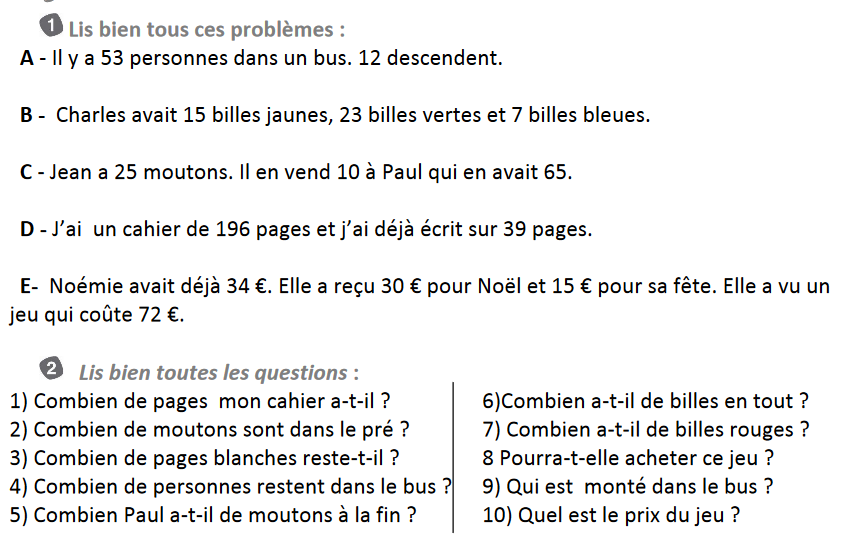 1 Lis bien tous ces problèmes :
A - Il y a 53 personnes dans un bus. 12 descendent.
B - Charles avait 15 billes jaunes, 23 billes vertes et 7 billes bleues.
C - Jean a 25 moutons. Il en vend 10 à Paul qui en avait 65.
D - J’ai un cahier de 196 pages et j’ai déjà écrit sur 39 pages.
E- Noémie avait déjà 34 €. Elle a reçu 30 € pour Noël et 15 € pour sa fête. Elle a vu un
jeu qui coûte 72 €.
2 Lis bien toutes les questions :
1) Combien de pages mon cahier a-t-il ?
2) Combien de moutons sont dans le pré ?
3) Combien de pages blanches reste-t-il ?
4) Combien de personnes restent dans le bus ?
5) Combien Paul a-t-il de moutons à la fin ?
6)Combien a-t-il de billes en tout ?
7) Combien a-t-il de billes rouges ?
8 Pourra-t-elle acheter ce jeu ?
9) Qui est monté dans le bus ?
10) Quel est le prix du jeu ?